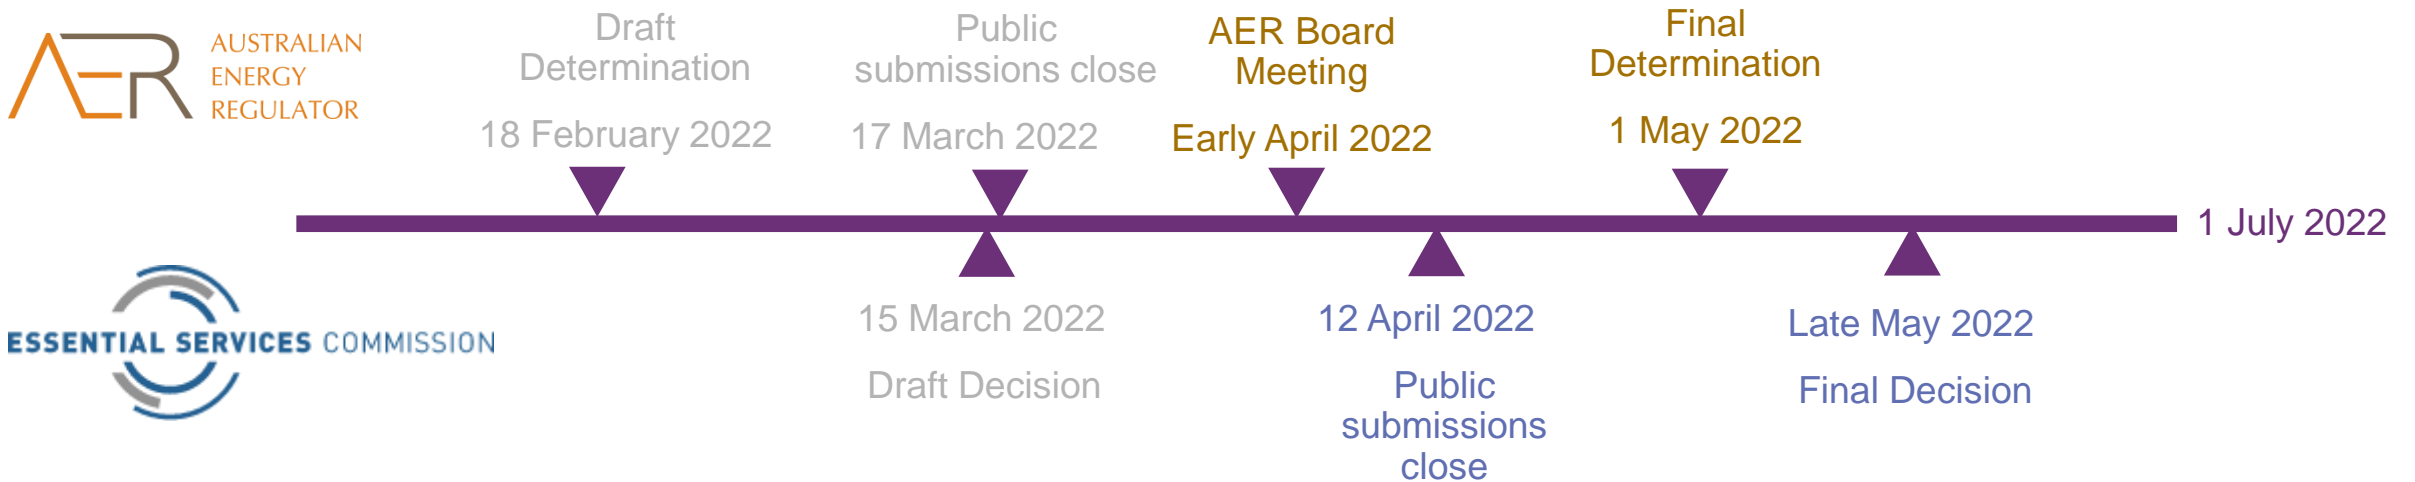 AUSTRALIAN
ENERGY
REGULATOR
AER
Draft
Determination
18 February 2022
Public
submissions close
17 March 2022
AER Board
Meeting
Early April 2022
Final
Determination
1 May 2022
1 July 2022
ESSENTIAL SERVICES COMMISSION
15 March 2022
Draft Decision
12 April 2022
Public
submissions
close
Late May 2022
Final Decision